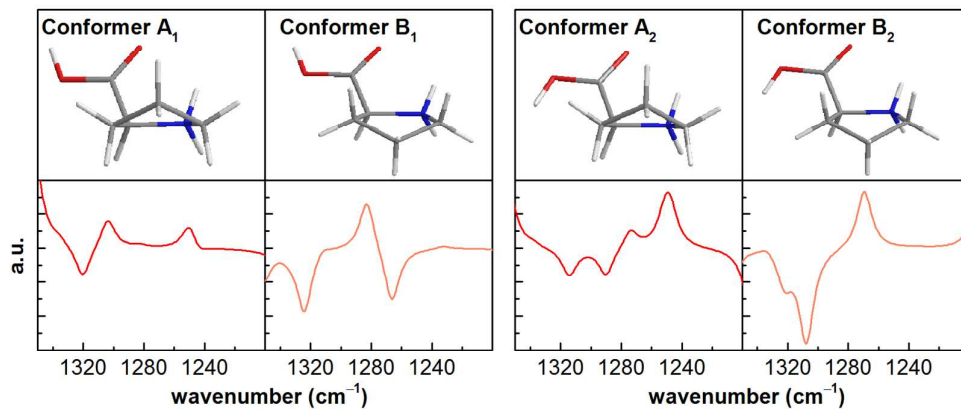 Conformer A₁ Conformer B₁ Conformer A₂ Conformer B₂
a.u.
1320 1280 1240 1320 1280 1240 1320 1280 1240 1320 1280 1240
wavenumber (cm⁻¹) wavenumber (cm⁻¹)